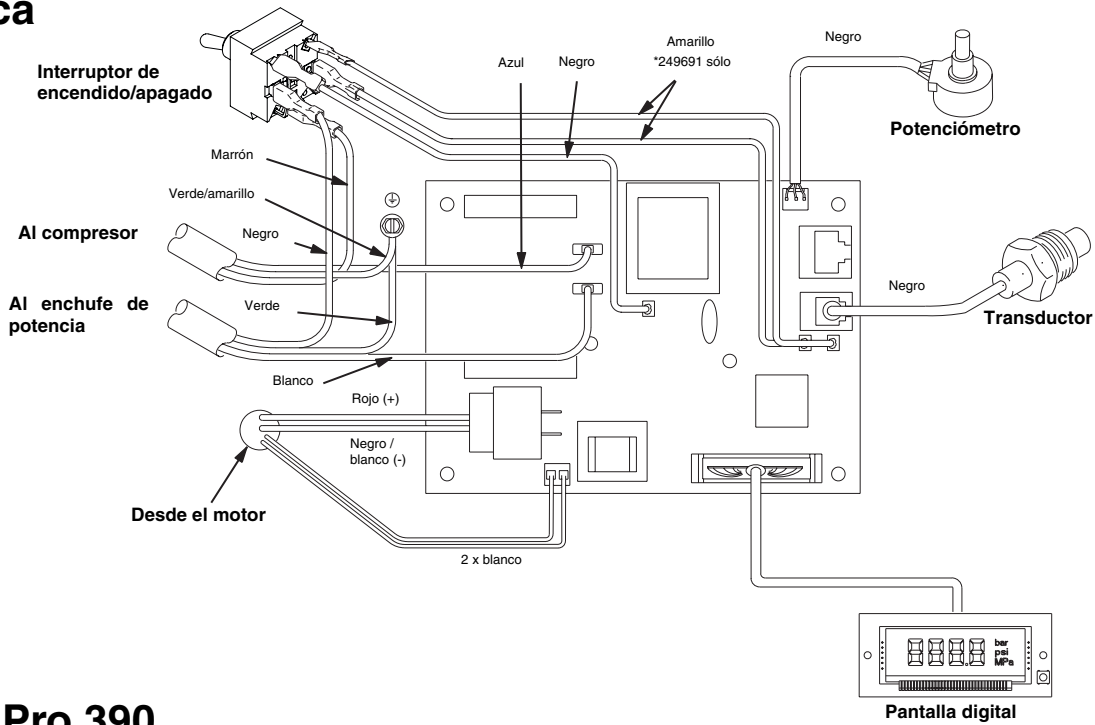 ca
Interruptor de
encendido/apagado
Azul
Negro
Amarillo
*249691 sólo
Negro
Potenciómetro
Marrón
Verde/amarillo
Al compresor
Negro
Al enchufe de
potencia
Verde
Negro
Transductor
Blanco
Rojo (+)
Negro /
blanco (-)
Desde el motor
2 x blanco
bar
psi
MPa
Pantalla digital
Pro 390